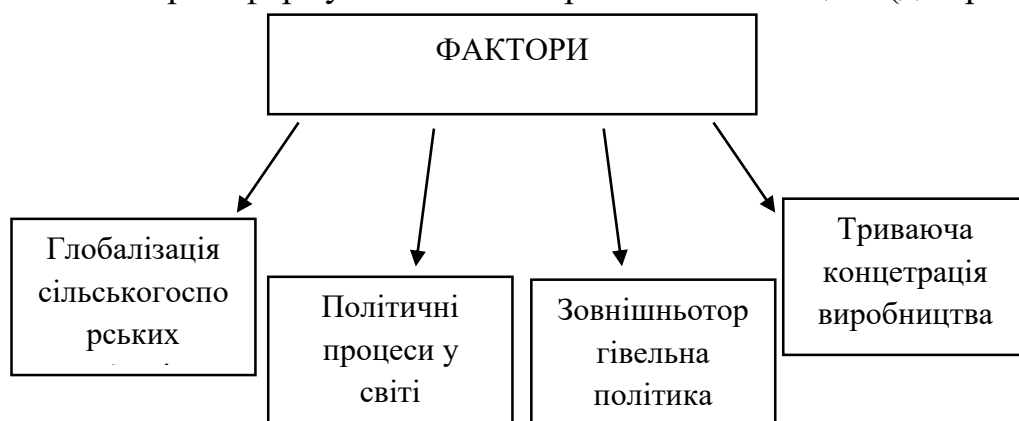 ФАКТОРИ
Глобалізація
сільськогоспо
рських
Політичні
процеси у
світі
Зовнішньотор
гівельна
політика
Триваюча
концетрація
виробництва